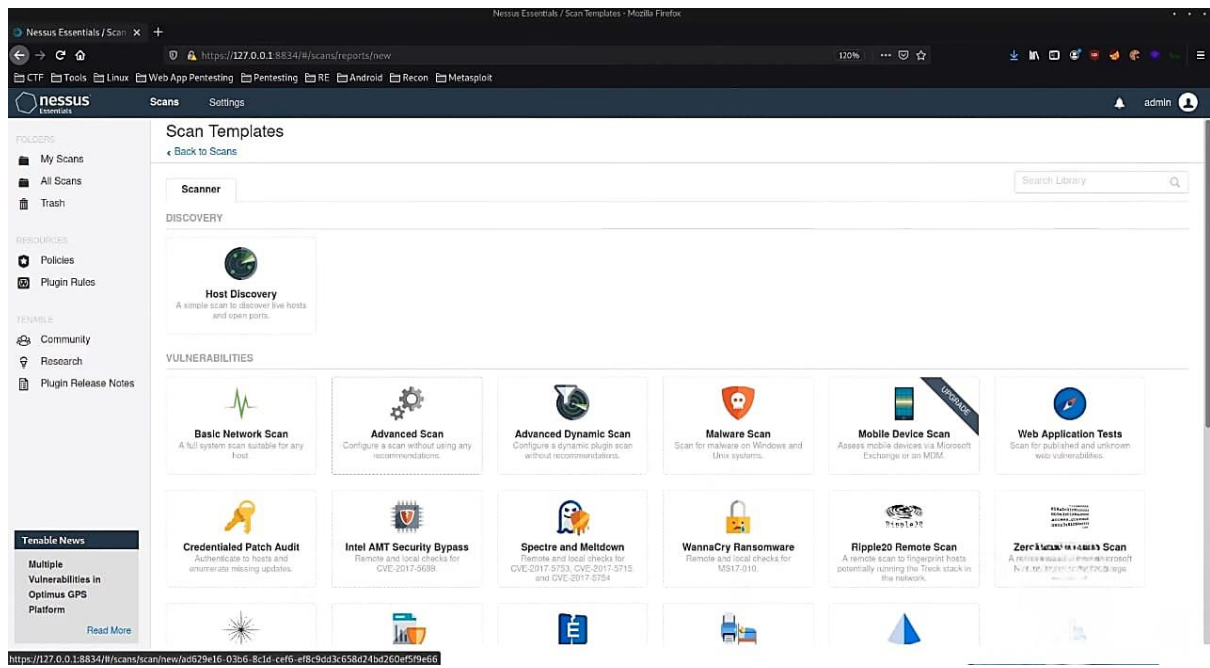 Nessus Essentials / Scan Templates - Mozilla Firefox
Nessus Essentials / Scan
https://127.0.0.1:8834/#/scans/reports/new
120%
CTF Tools Linux Web App Pentesting Pentesting RE Android Recon Metasploit
nessus
Essentials
Scans Settings
admin
FOLDERS
My Scans
All Scans
Trash
RESOURCES
Policies
Plugin Rules
TENABLE
Community
Research
Plugin Release Notes
Tenable News
Multiple
Vulnerabilities in
Optimus GPS
Platform
Read More
Scan Templates
‹ Back to Scans
Scanner
Search Library
DISCOVERY
Host Discovery
A simple scan to discover live hosts
and open ports.
VULNERABILITIES
Basic Network Scan
A full system scan suitable for any
host.
Advanced Scan
Configure a scan without using any
recommendations.
Advanced Dynamic Scan
Configure a dynamic plugin scan
without recommendations.
Malware Scan
Scan for malware on Windows and
Unix systems.
UPGRADE
Mobile Device Scan
Assess mobile devices via Microsoft
Exchange or an MDM.
Web Application Tests
Scan for published and unknown
web vulnerabilities.
Credentialed Patch Audit
Authenticate to hosts and
enumerate missing updates.
Intel AMT Security Bypass
Remote and local checks for
CVE-2017-5689.
Spectre and Meltdown
Remote and local checks for
CVE-2017-5753, CVE-2017-5715,
and CVE-2017-5754
WannaCry Ransomware
Remote and local checks for
MS17-010.
Ripple20
Ripple20 Remote Scan
A remote scan to fingerprint hosts
potentially running the Treck stack in
the network.
Scan
https://127.0.0.1:8834/#/scans/scan/new/ad629e16-03b6-8c1d-cef6-ef8c9dd3c658d24bd260ef5f9e66